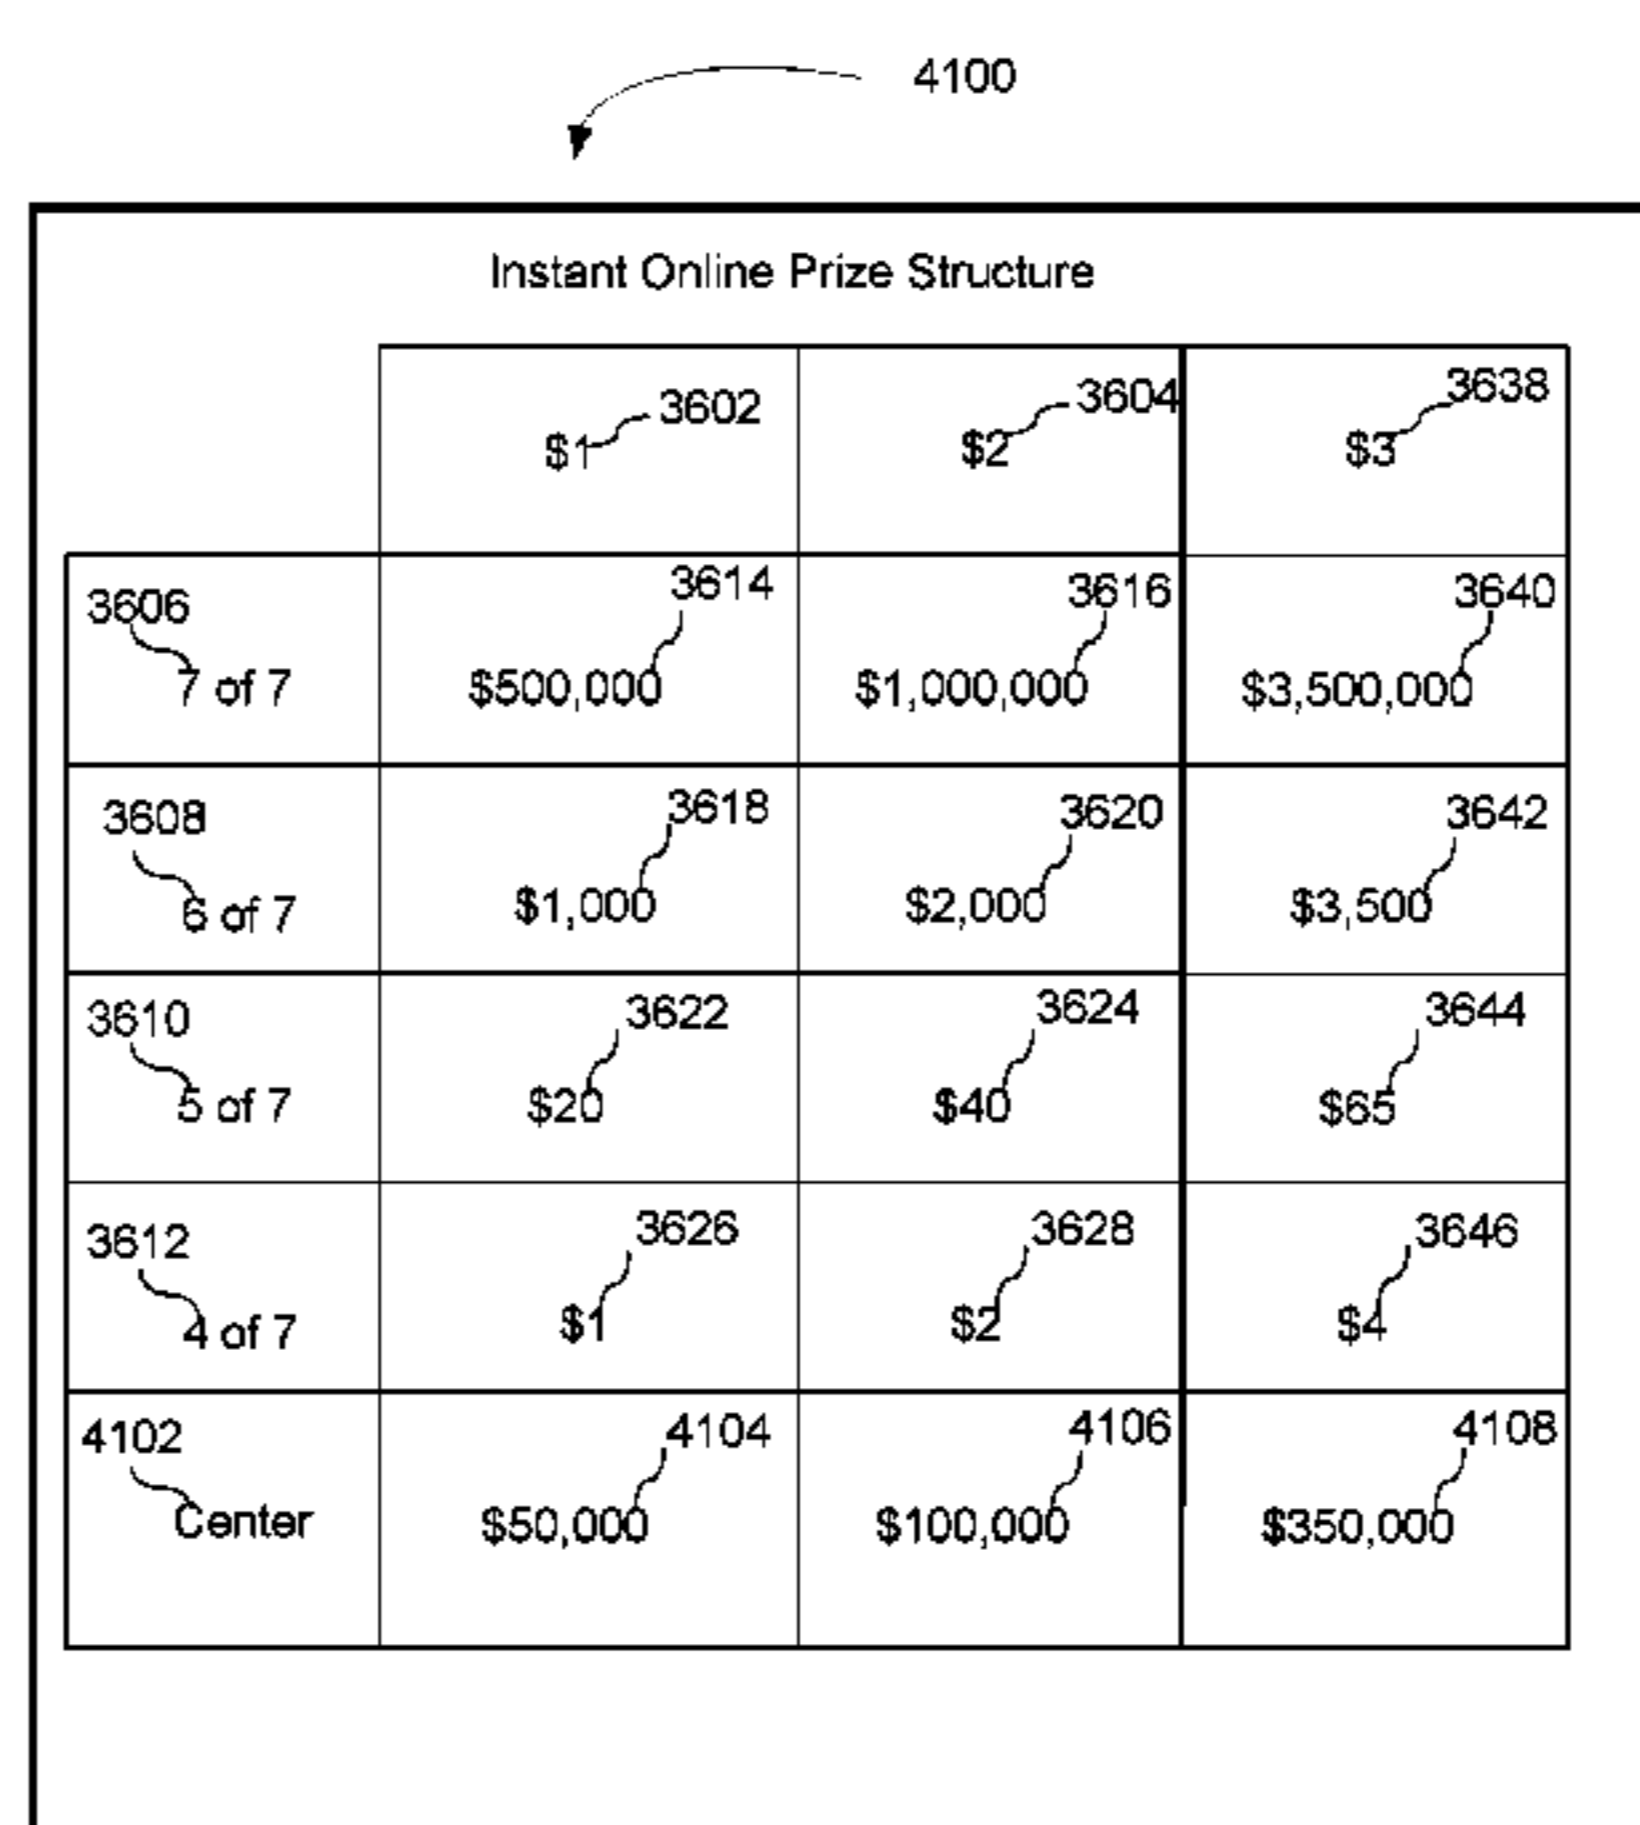 4100
Instant Online Prize Structure
3602 3604 3638
$1 $2 $3
3606 3614 3616 3640
7 of 7 $500,000 $1,000,000 $3,500,000
3608 3618 3620 3642
6 of 7 $1,000 $2,000 $3,500
3610 3622 3624 3644
5 of 7 $20 $40 $65
3612 3626 3628 3646
4 of 7 $1 $2 $4
4102 4104 4106 4108
Center $50,000 $100,000 $350,000